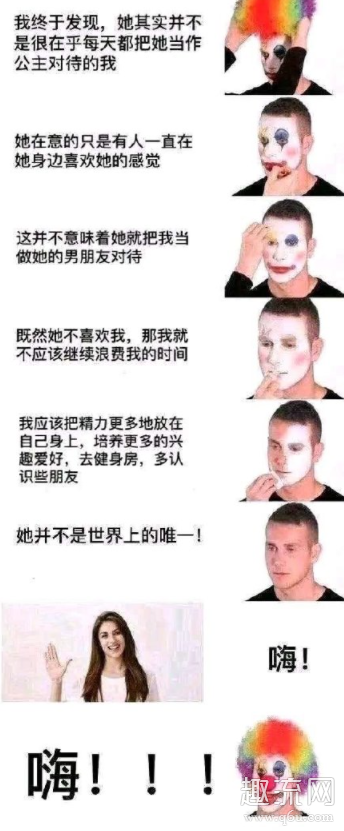 我终于发现，她其实并不
是很在乎每天都把她当作
公主对待的我
她在意的只是有人一直在
她身边喜欢她的感觉
这并不意味着她就把我当
做她的男朋友对待
既然她不喜欢我，那我就
不应该继续浪费我的时间
我应该把精力更多地放在
自己身上，培养更多的兴
趣爱好，去健身房，多认
识些朋友
她并不是世界上的唯一！
嗨！
嗨！！！
趣流网
www.q6u.com